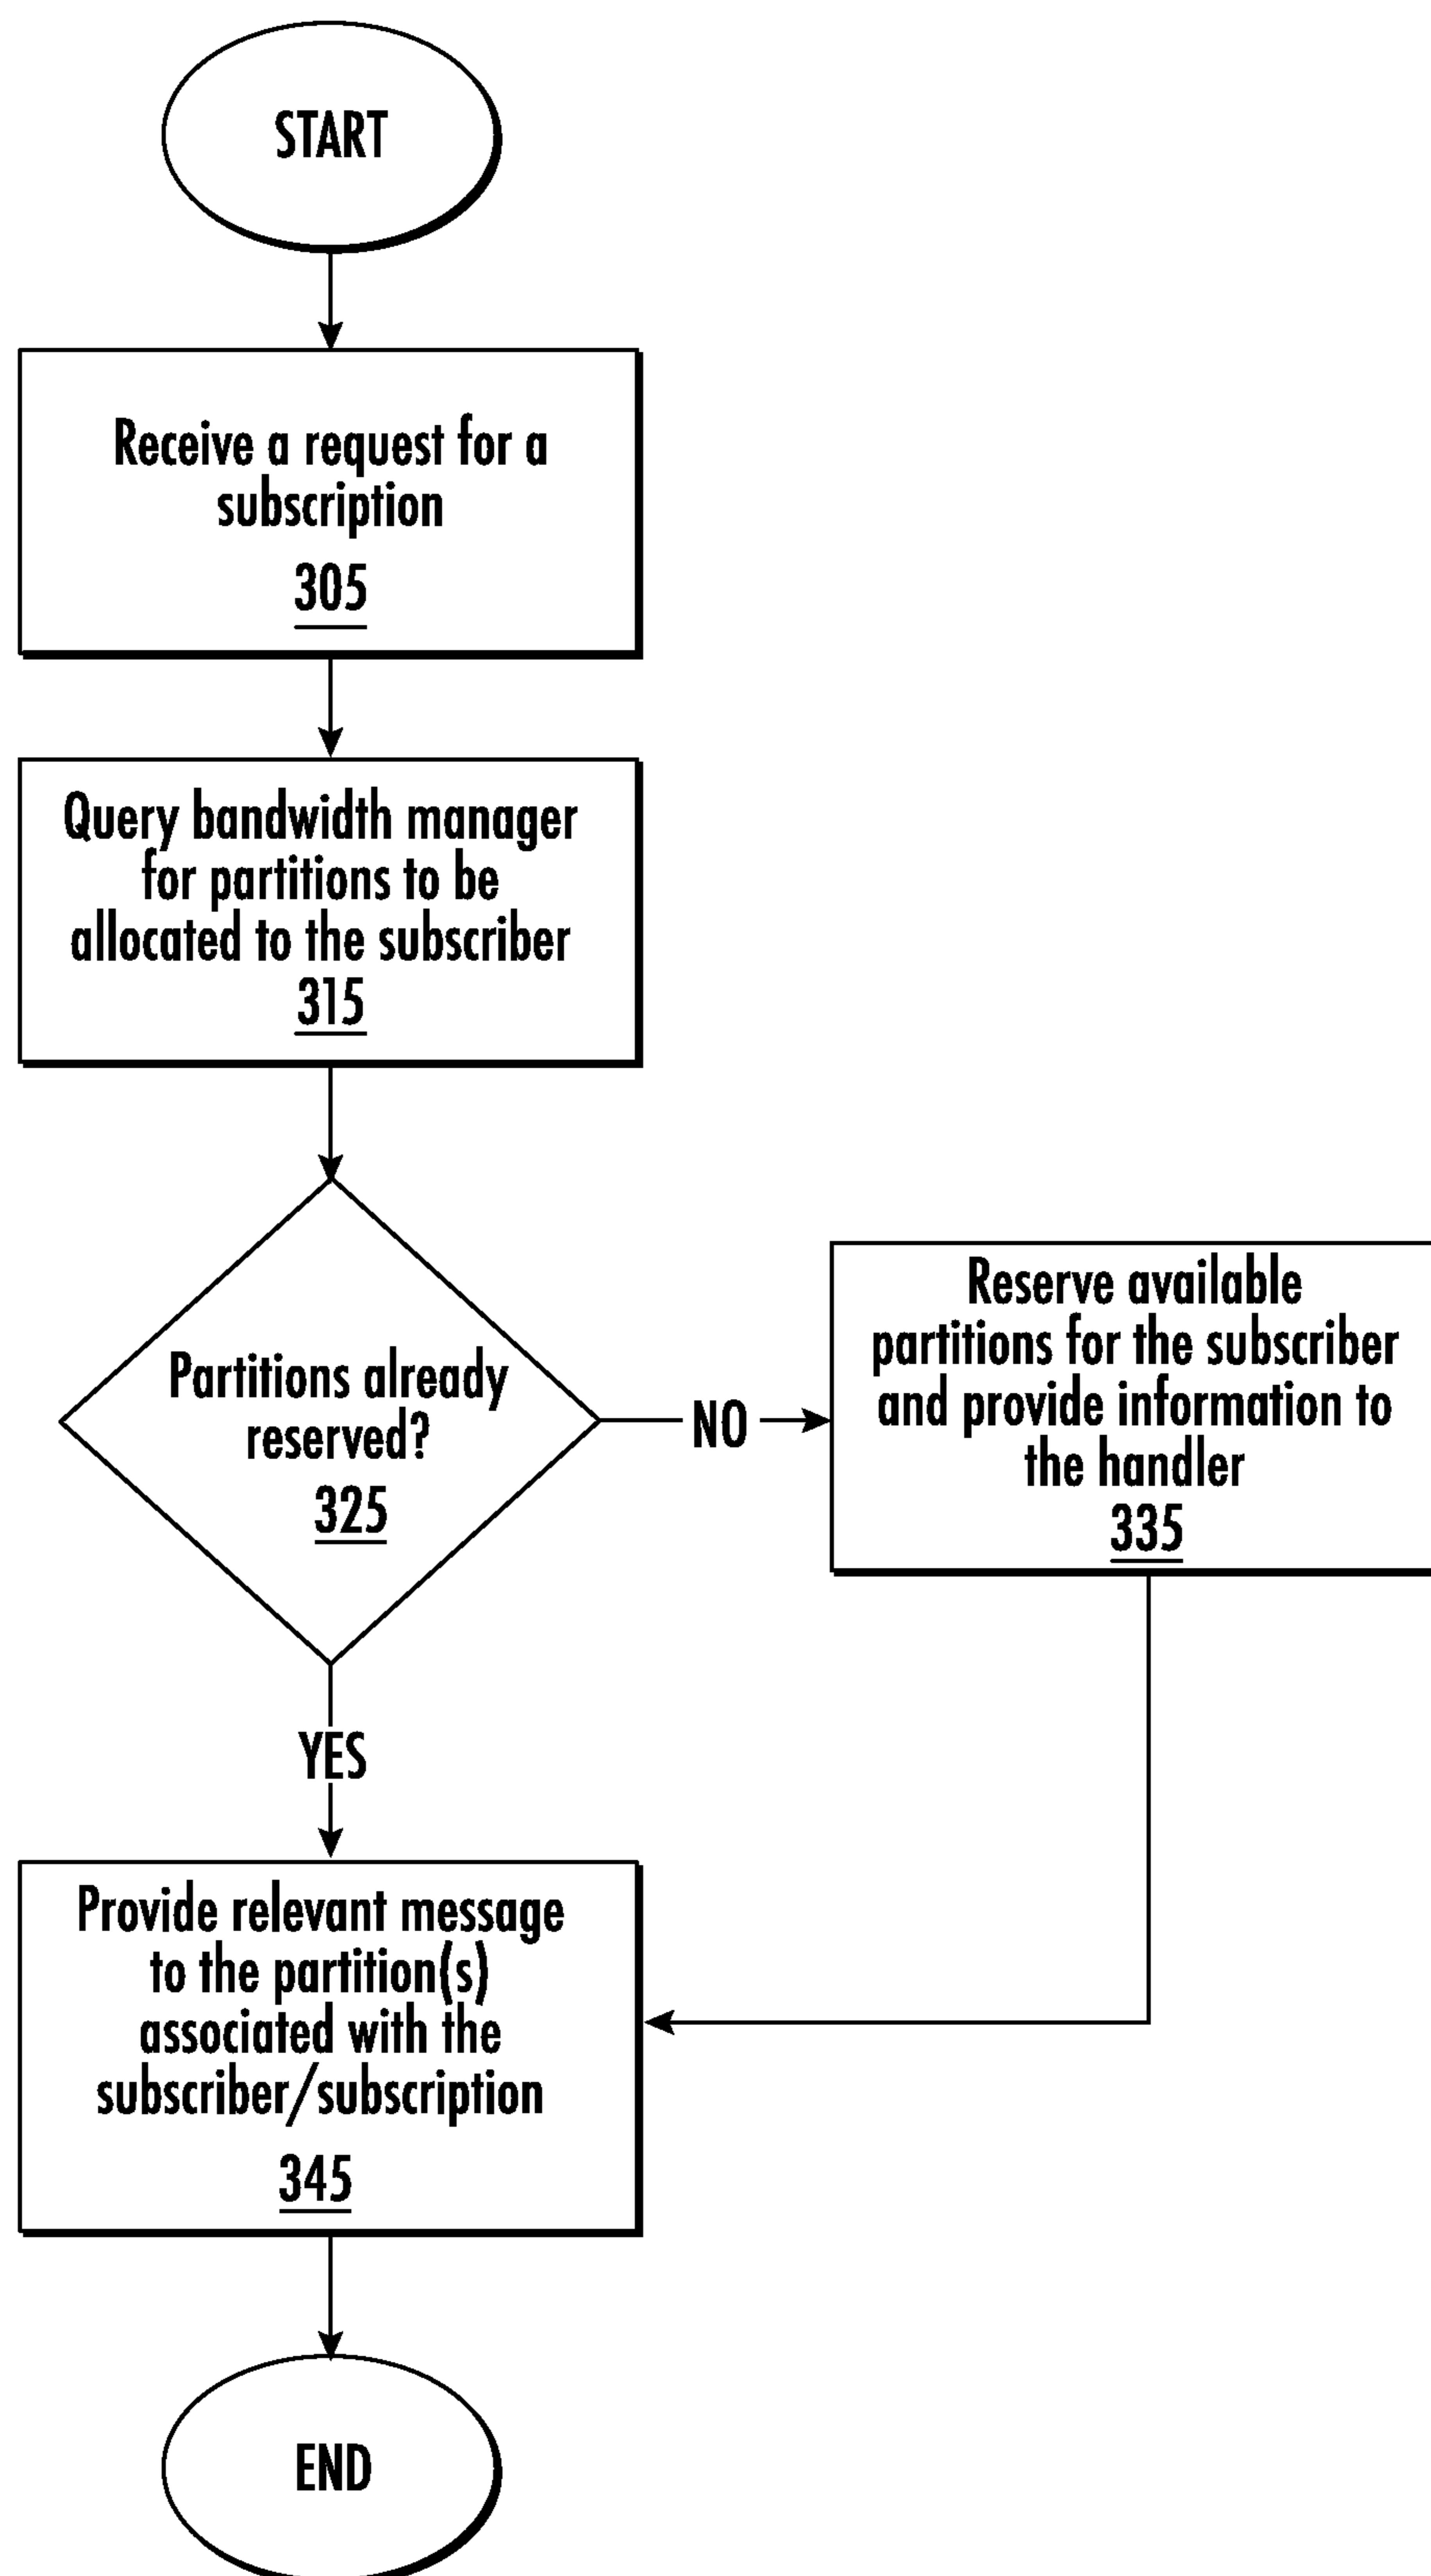 START
Receive a request for a
subscription
305
Query bandwidth manager
for partitions to be
allocated to the subscriber
315
Partitions already
reserved?
325
NO
Reserve available
partitions for the subscriber
and provide information to
the handler
335
YES
Provide relevant message
to the partition(s)
associated with the
subscriber/subscription
345
END